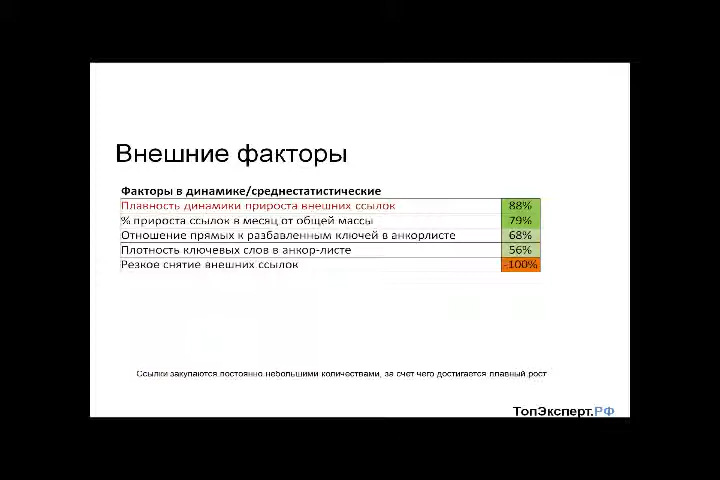 Внешние факторы
Факторы в динамике/среднестатистические
Плавность динамики прироста внешних ссылок 88%
% прироста ссылок в месяц от общей массы 79%
Отношение прямых к разбавленным ключей в анкорлисте 68%
Плотность ключевых слов в анкор-листе 56%
Резкое снятие внешних ссылок -100%
Ссылки закупаются постоянно небольшими количествами, за счет чего достигается плавный рост
ТопЭксперт.РФ